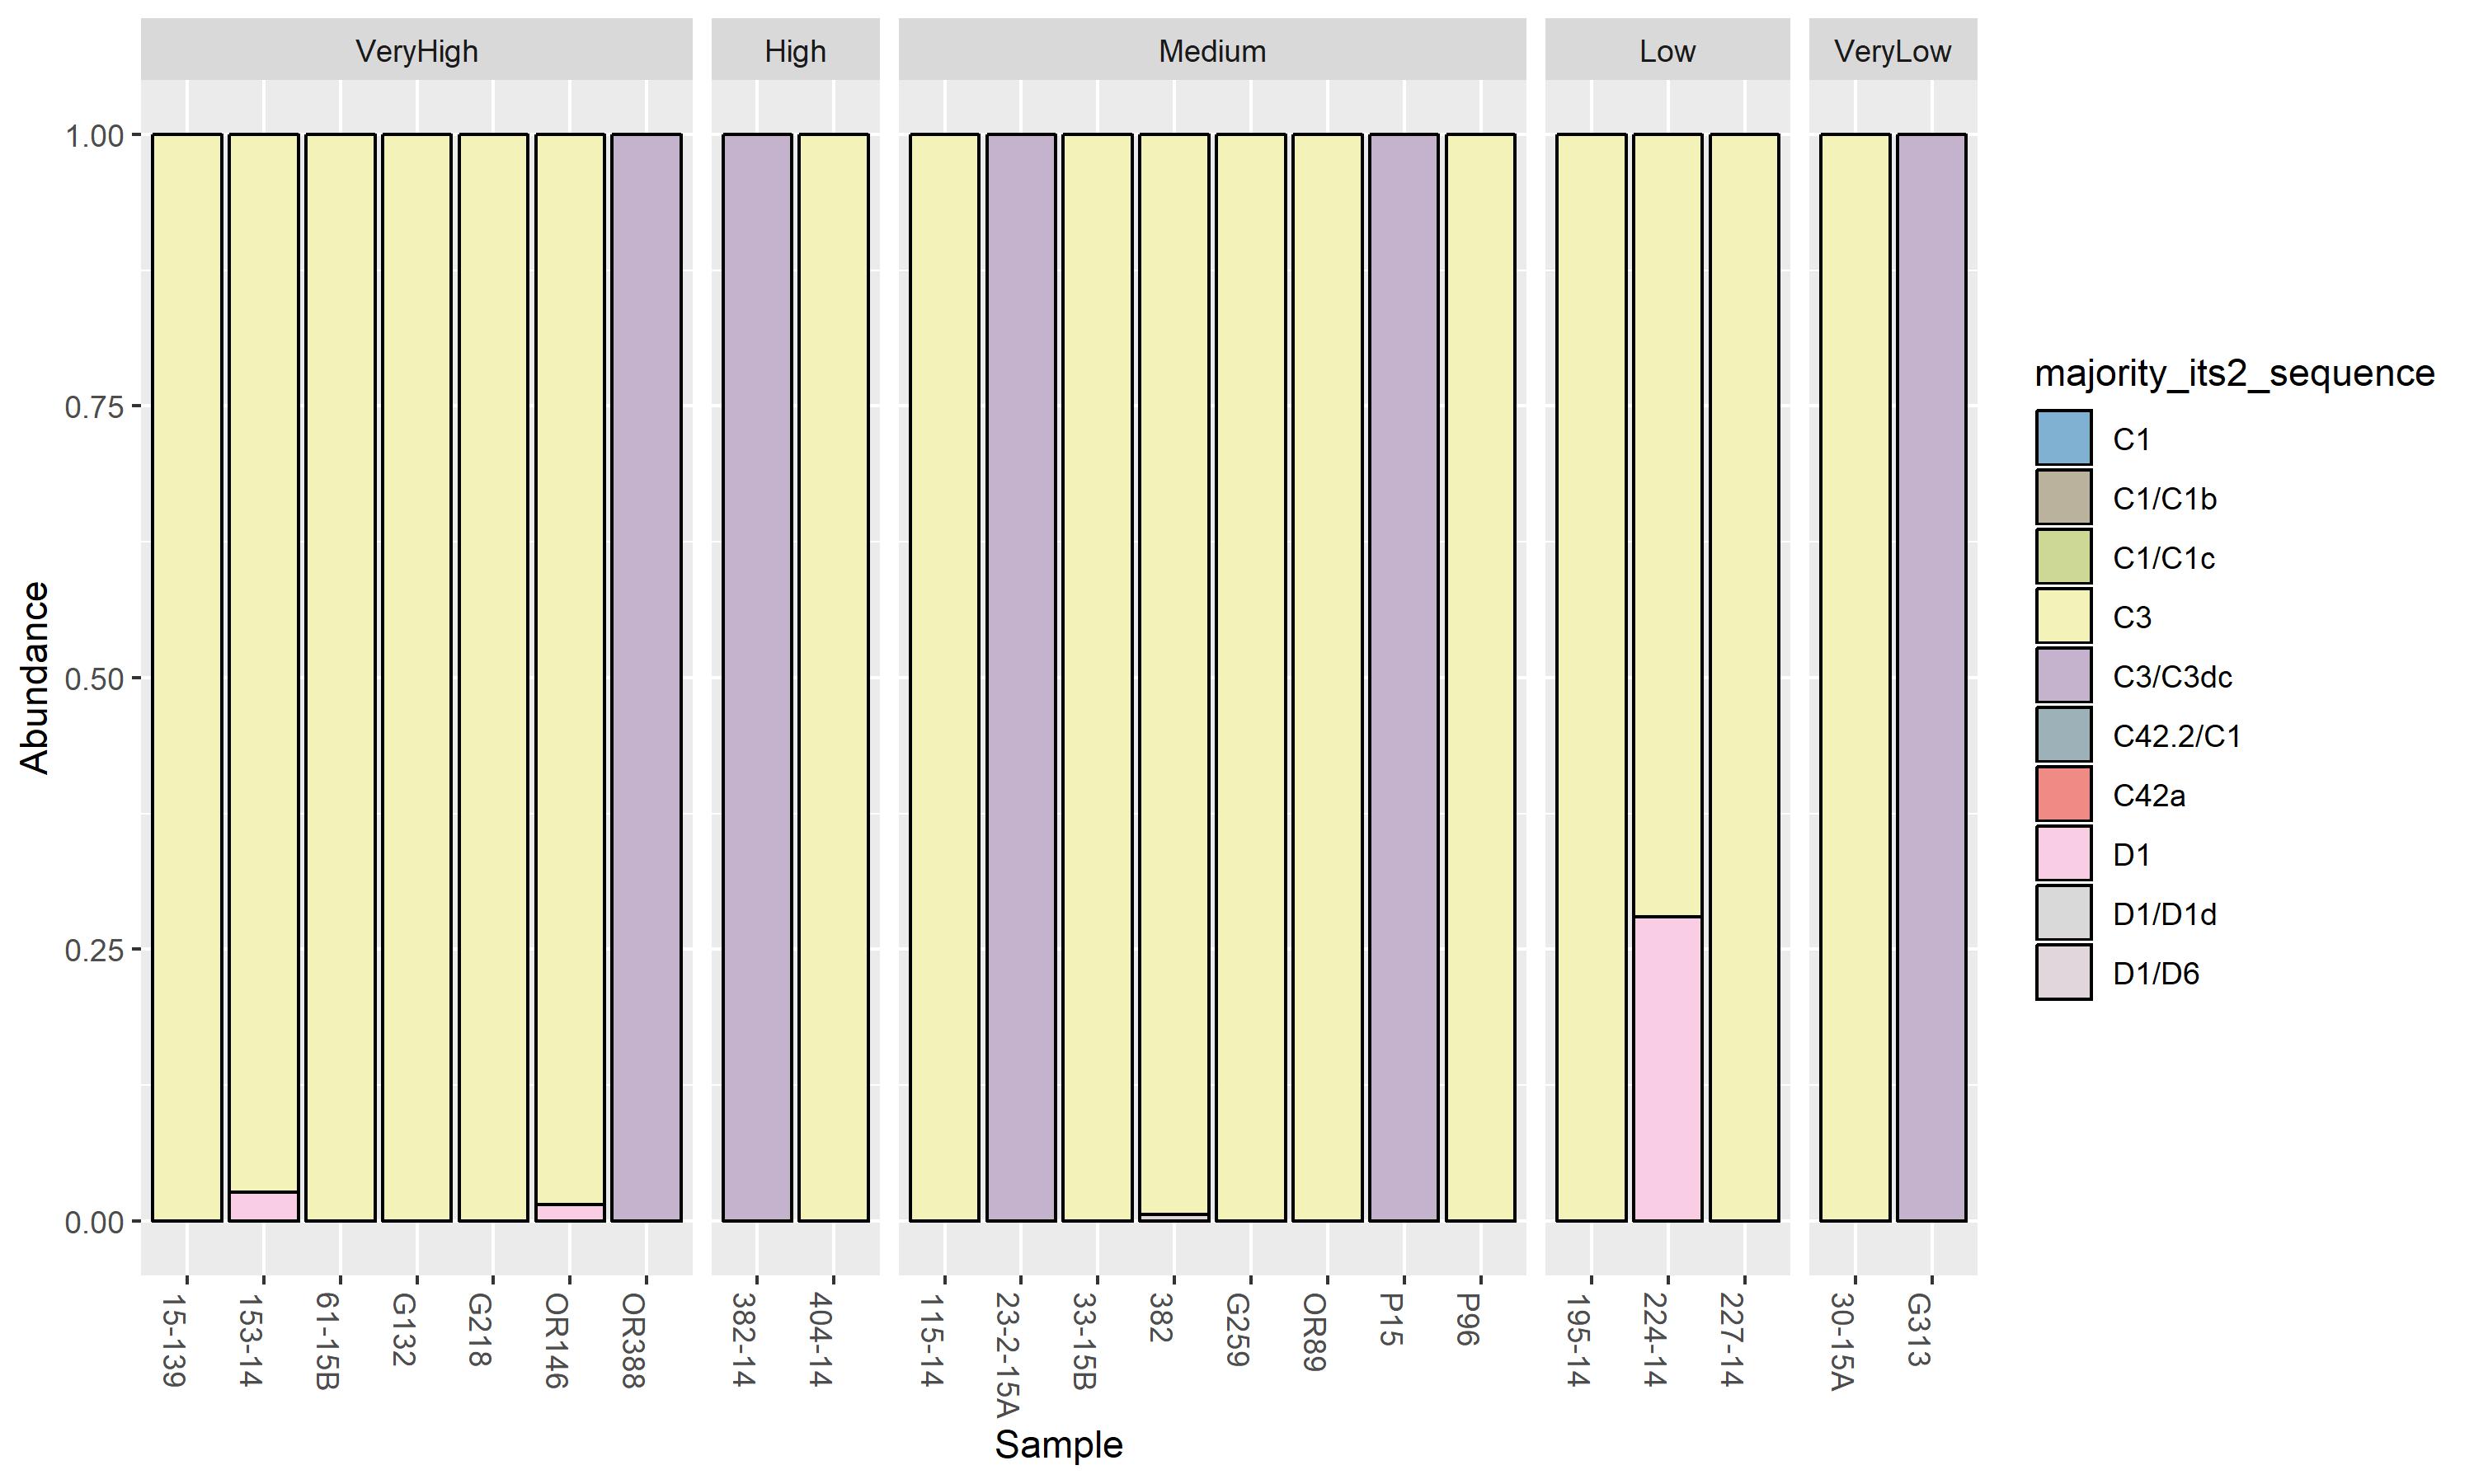 VeryHigh High Medium Low VeryLow
1.00
0.75
0.50
0.25
0.00
Abundance
15-139 153-14 61-15B G132 G218 OR146 OR388 382-14 404-14 115-14 23-2-15A 33-15B 382 G259 OR89 P15 P96 195-14 224-14 227-14 30-15A G313
Sample
majority_its2_sequence
C1
C1/C1b
C1/C1c
C3
C3/C3dc
C42.2/C1
C42a
D1
D1/D1d
D1/D6